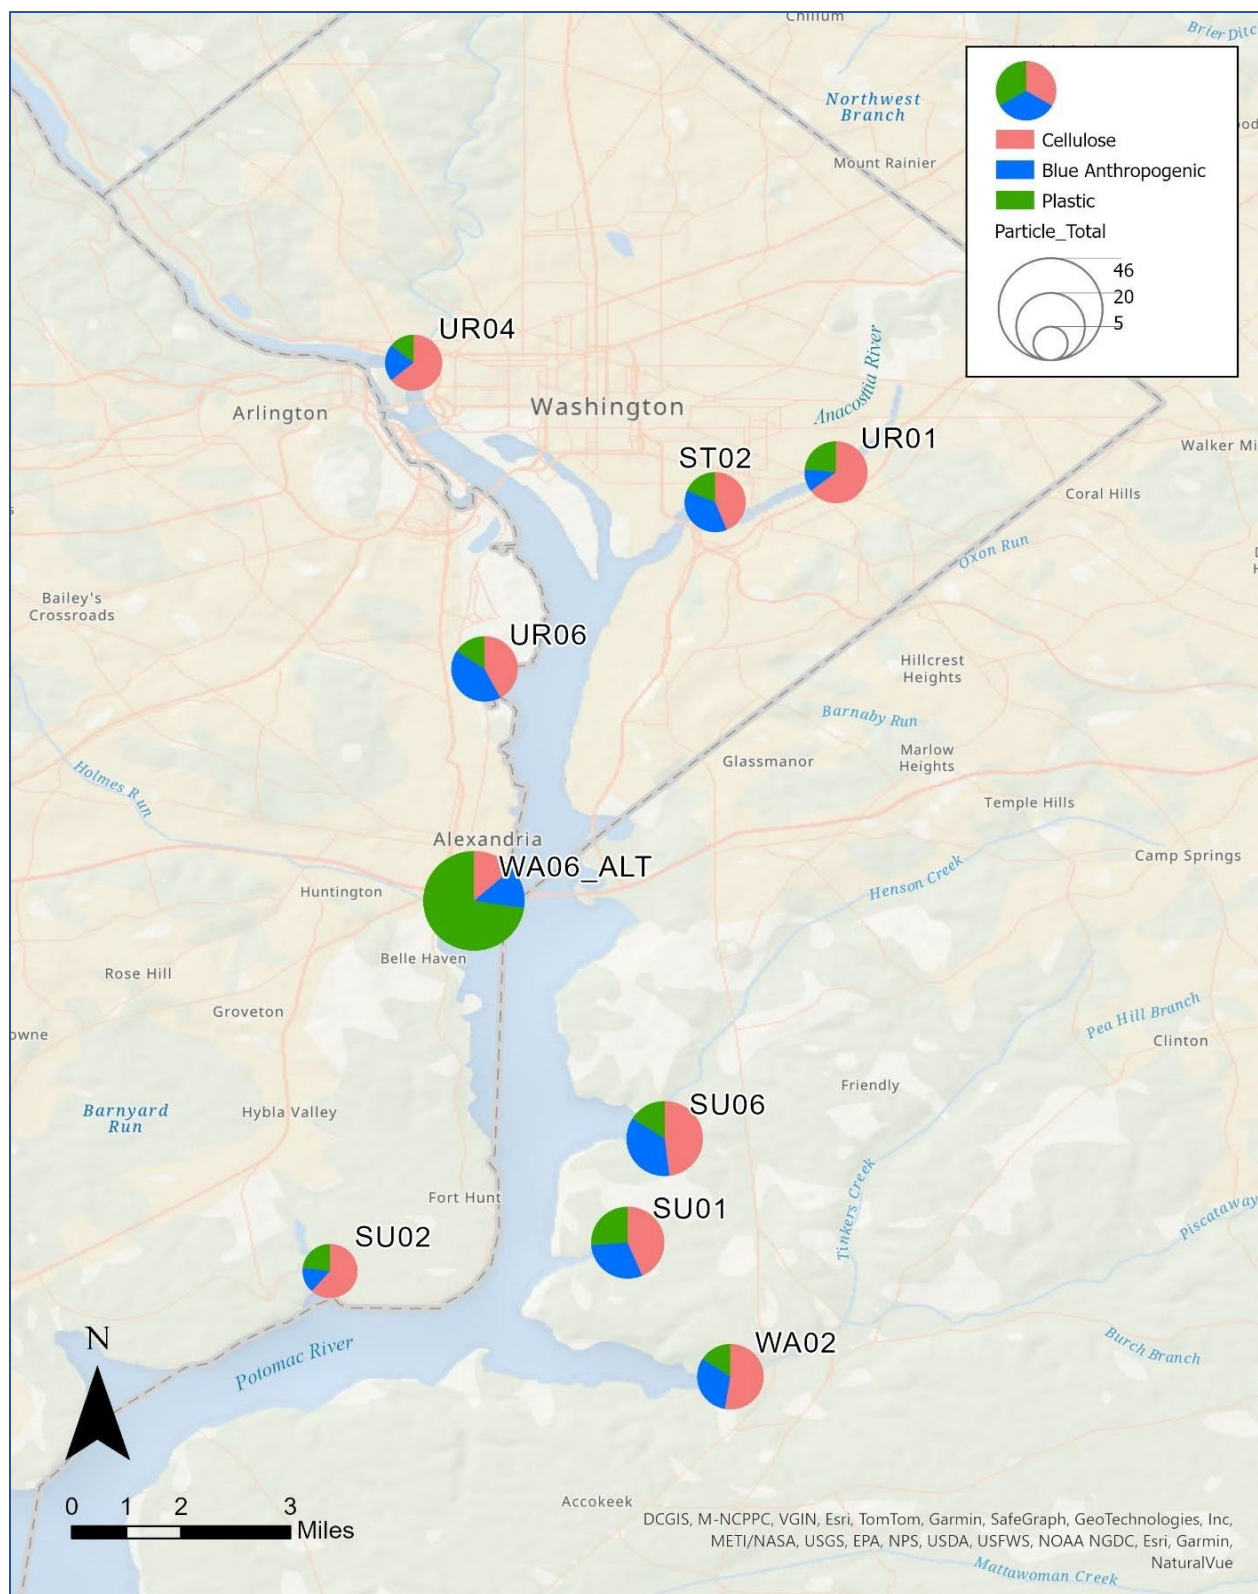 Chillum
Brier Ditc
Northwest
Branch
Mount Rainier
Cellulose
Blue Anthropogenic
Plastic
Particle_Total
46
20
5
UR04
Arlington
Washington
Anacostia River
UR01
ST02
Walker Mi
Coral Hills
Oxon Run
Bailey's
Crossroads
UR06
Hillcrest
Heights
Barnaby Run
Marlow
Heights
Glassmanor
Holmes Run
Temple Hills
Alexandria
WA06_ALT
Camp Springs
Huntington
Henson Creek
Belle Haven
Rose Hill
Groveton
Pea Hill Branch
owne
Clinton
Friendly
Barnyard
Run
Hybla Valley
SU06
Fort Hunt
SU01
Tinkers Creek
Piscataway
SU02
WA02
Potomac River
Burch Branch
N
0 1 2 3
Miles
Accokeek
DCGIS, M-NCPPC, VGIN, Esri, TomTom, Garmin, SafeGraph, GeoTechnologies, Inc,
METI/NASA, USGS, EPA, NPS, USDA, USFWS, NOAA NGDC, Esri, Garmin,
NaturalVue
Mattawoman Creek